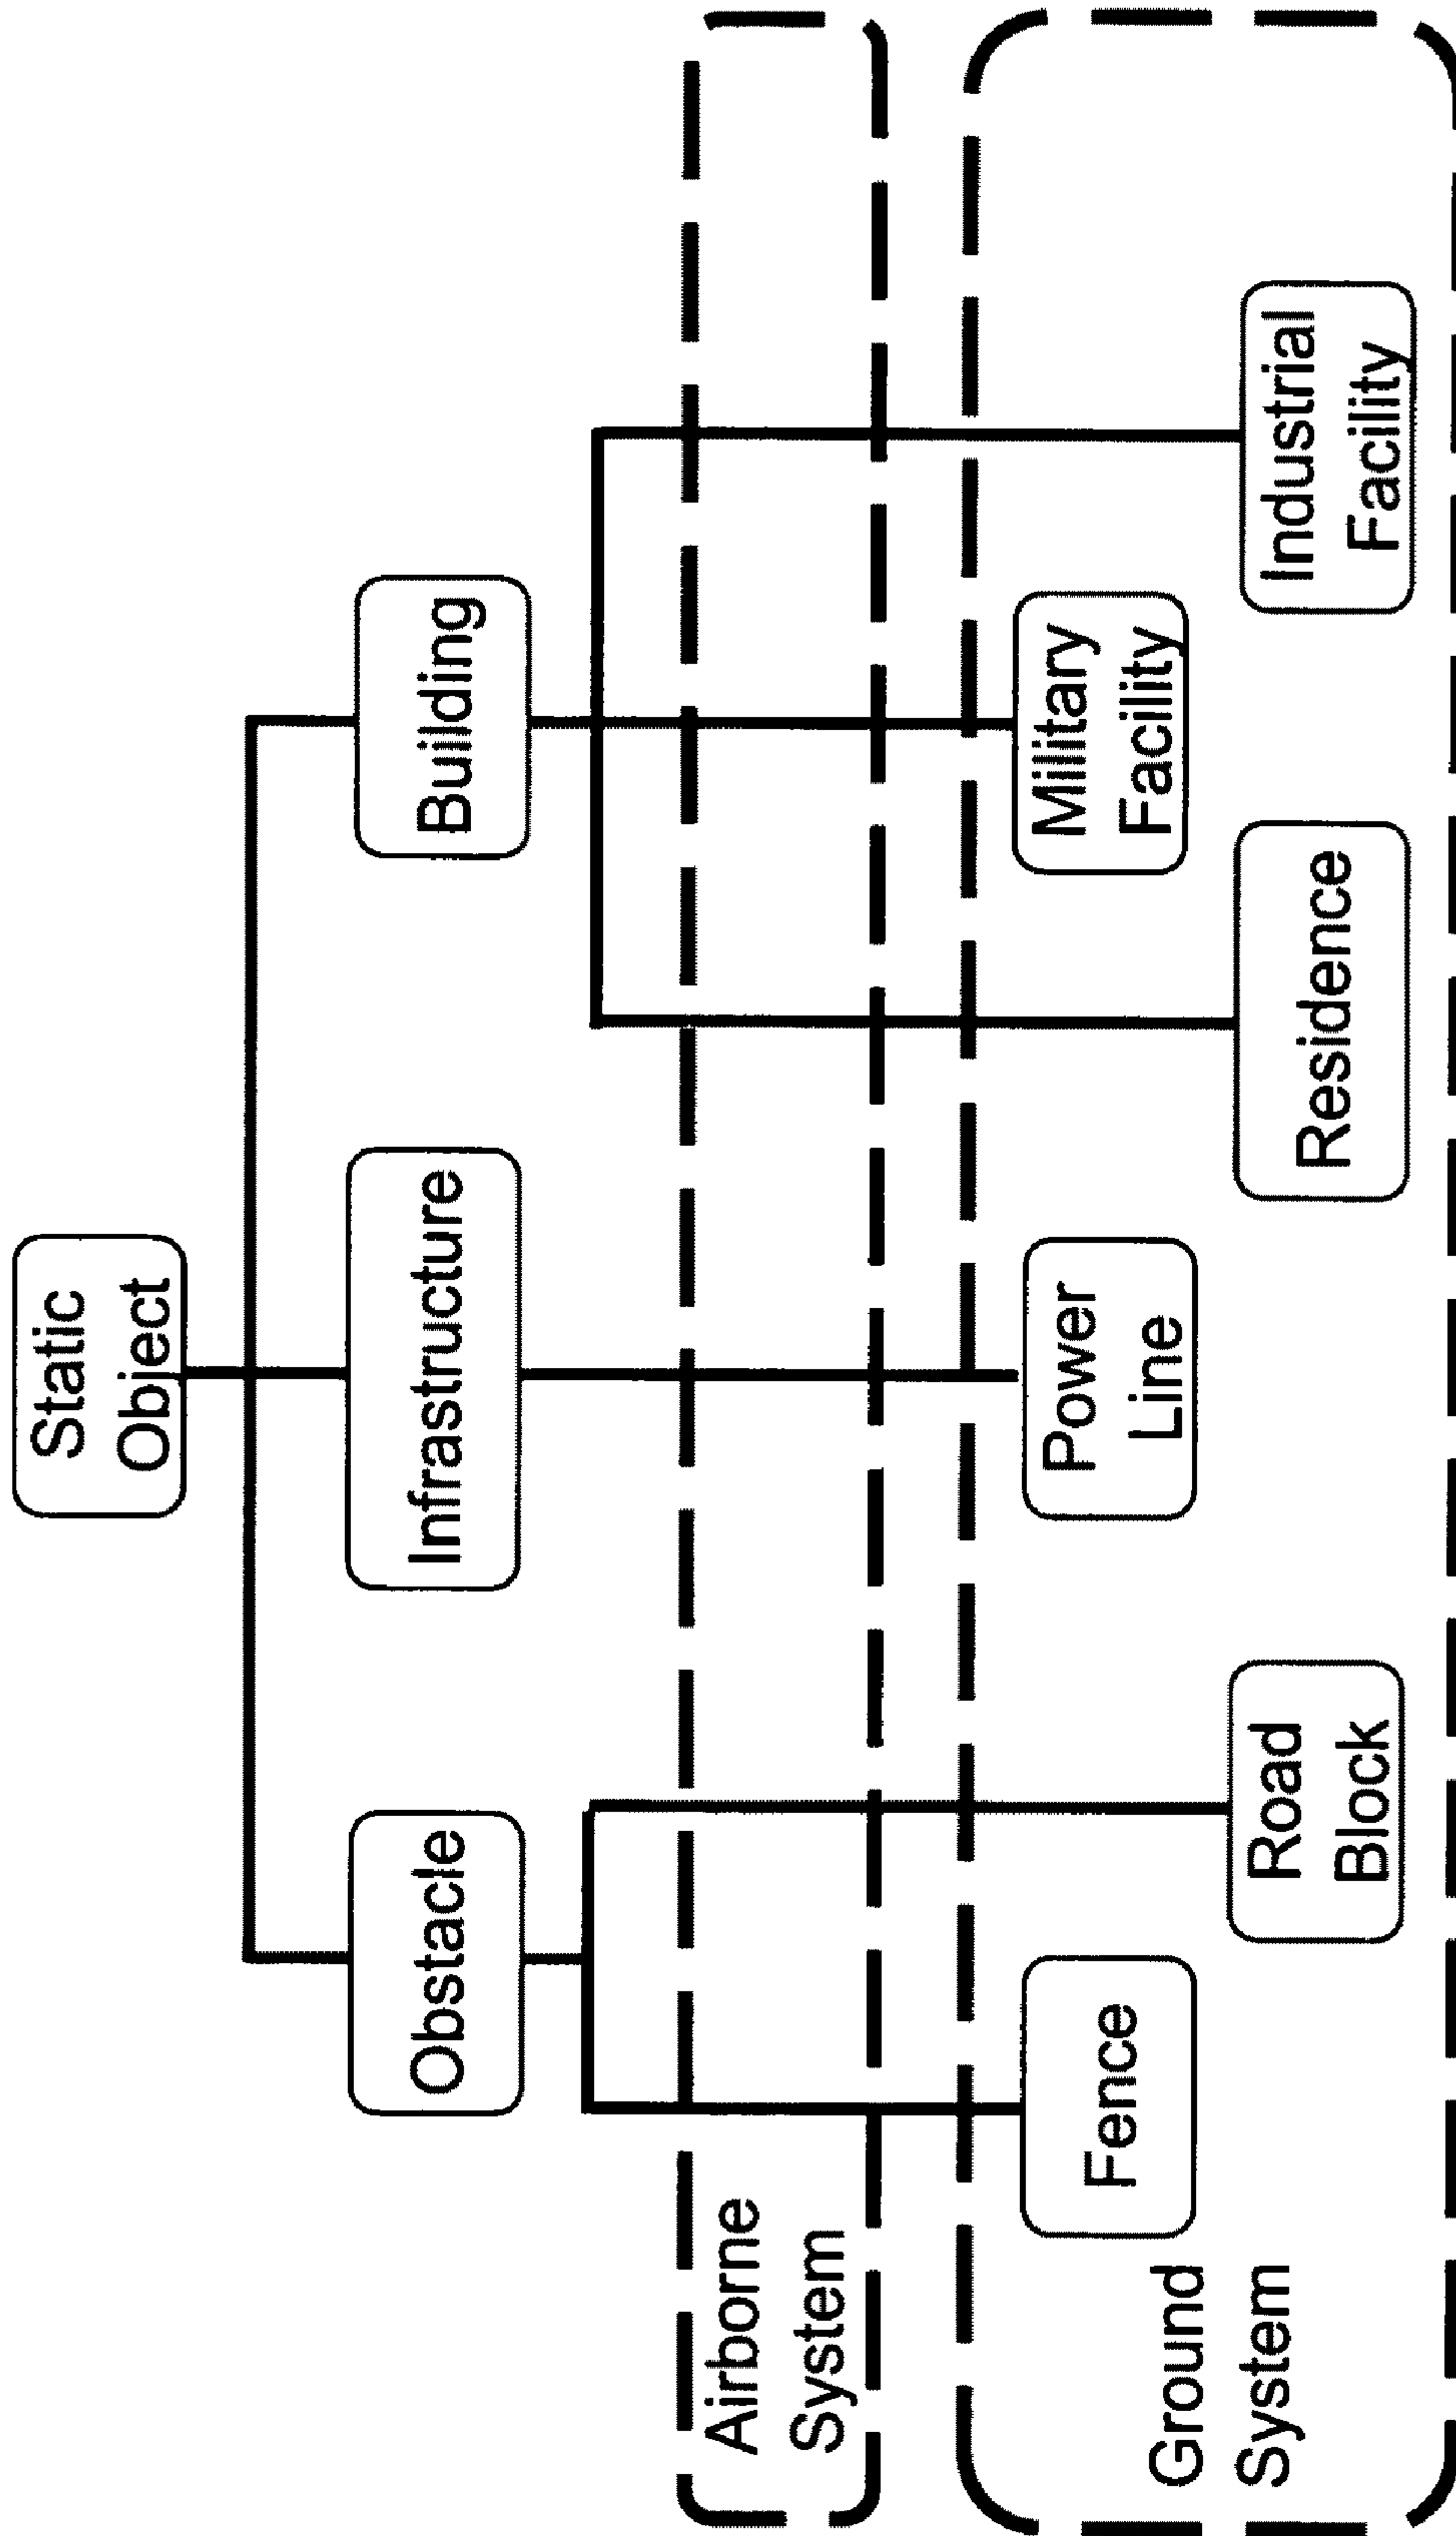 Static
Object
Obstacle
Infrastructure
Building
Airborne
System
Ground
System
Fence
Road
Block
Power
Line
Residence
Military
Facility
Industrial
Facility